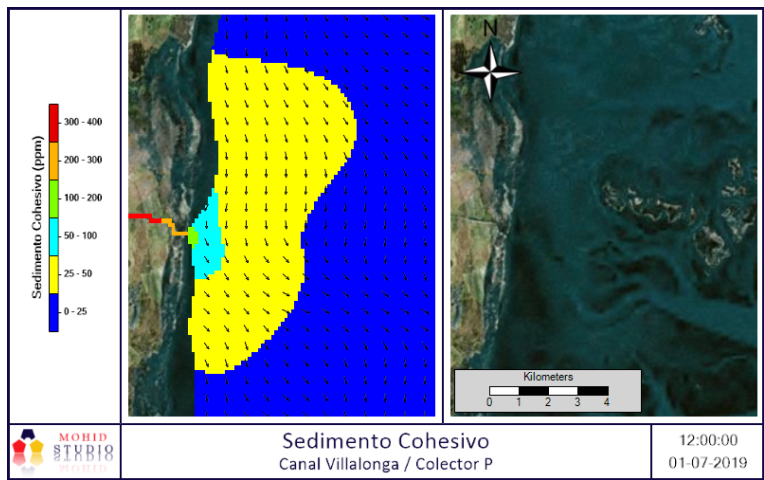 Sedimento Cohesivo (ppm)
300 - 400
200 - 300
100 - 200
50 - 100
25 - 50
0 - 25
N
Kilometers
0 1 2 3 4
MOHID
STUDIO
Sedimento Cohesivo
Canal Villalonga / Colector P
12:00:00
01-07-2019